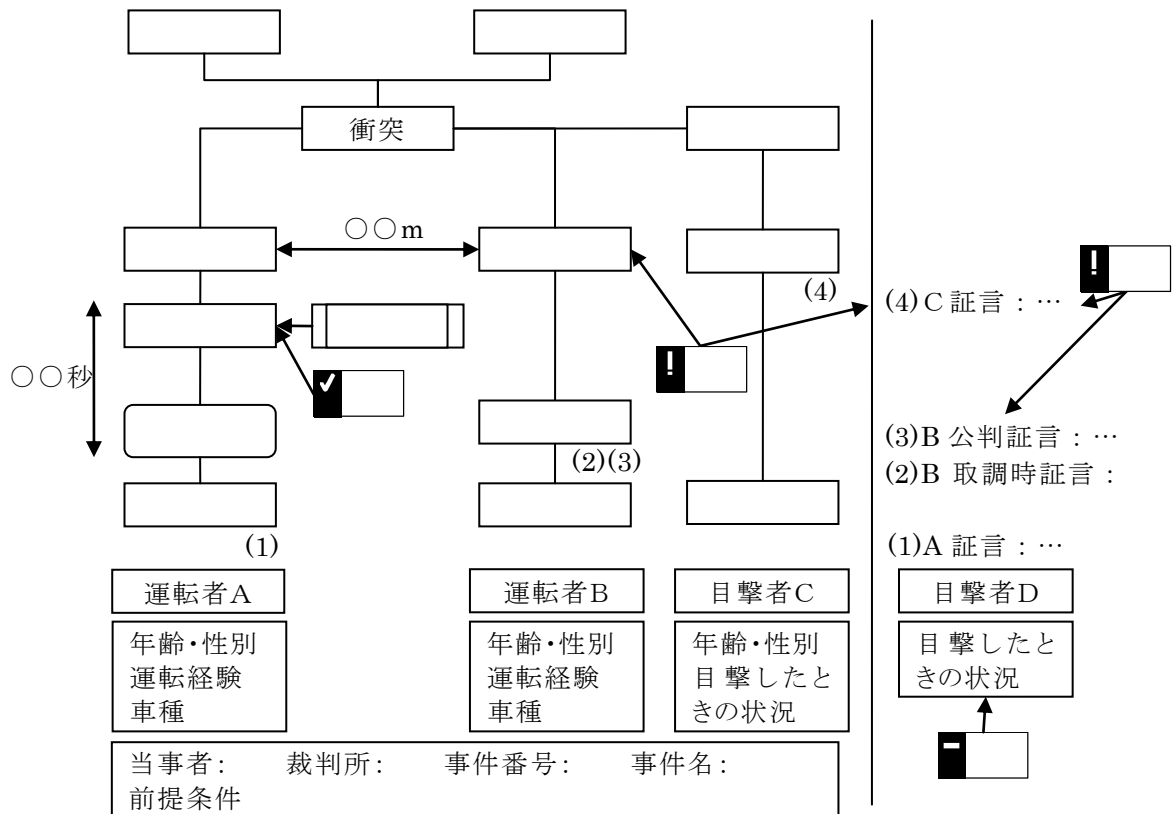 衝突
○○m
(4)
(4)C証言：…
○○秒
(2)(3)
(3)B公判証言：…
(2)B 取調時証言：
(1)
(1)A証言：…
運転者A
運転者B
目撃者C
目撃者D
年齢・性別
運転経験
車種
年齢・性別
運転経験
車種
年齢・性別
目撃したと
きの状況
目撃したと
きの状況
当事者： 裁判所： 事件番号： 事件名：
前提条件